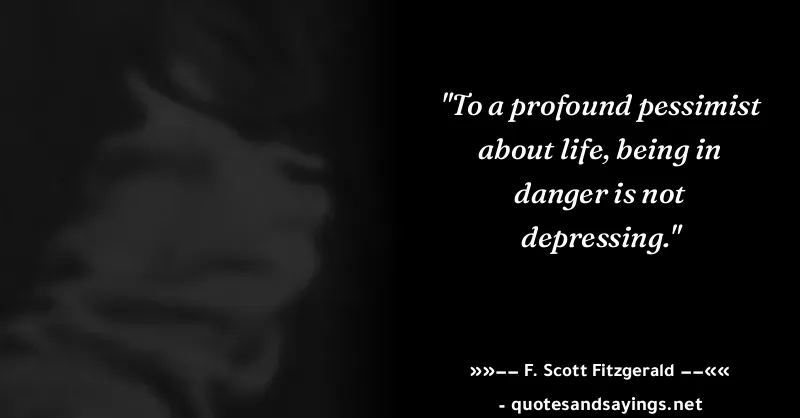 "To a profound pessimist
about life, being in
danger is not
depressing."
»»–– F. Scott Fitzgerald ––««
- quotesandsayings.net